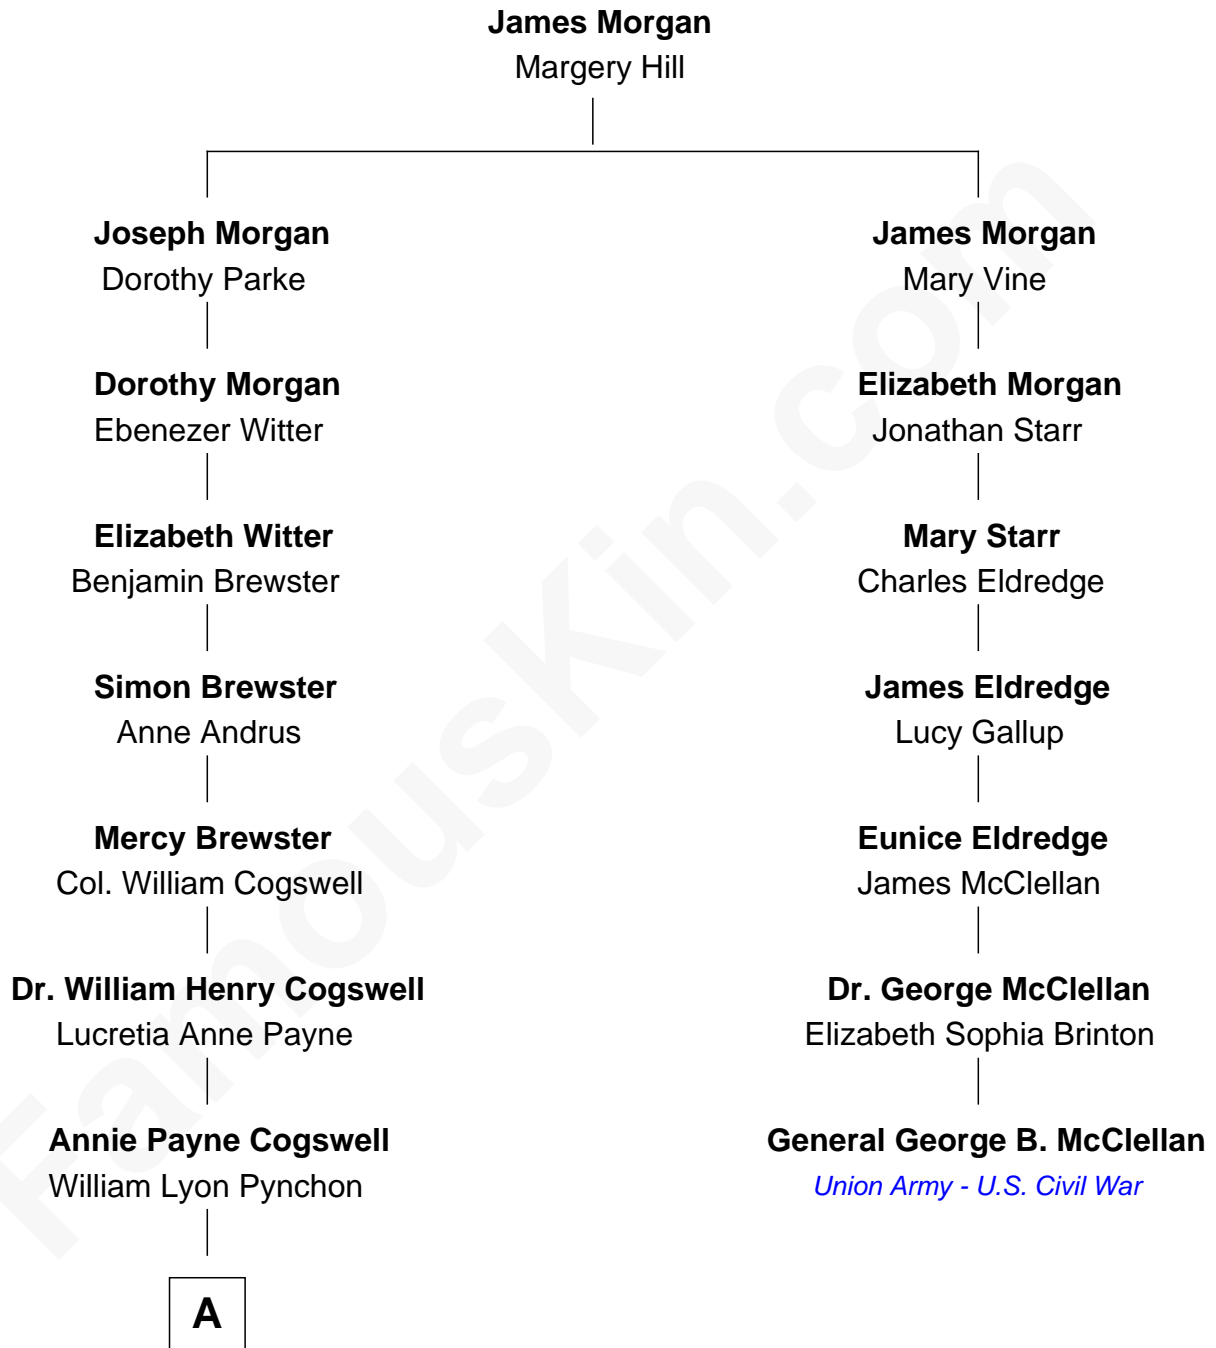 James Morgan
Margery Hill
Joseph Morgan
Dorothy Parke
James Morgan
Mary Vine
Dorothy Morgan
Ebenezer Witter
Elizabeth Morgan
Jonathan Starr
Elizabeth Witter
Benjamin Brewster
Mary Starr
Charles Eldredge
Simon Brewster
Anne Andrus
James Eldredge
Lucy Gallup
Mercy Brewster
Col. William Cogswell
Eunice Eldredge
James McClellan
Dr. William Henry Cogswell
Lucretia Anne Payne
Dr. George McClellan
Elizabeth Sophia Brinton
Annie Payne Cogswell
William Lyon Pynchon
General George B. McClellan
Union Army - U.S. Civil War
A
FamousKin.com